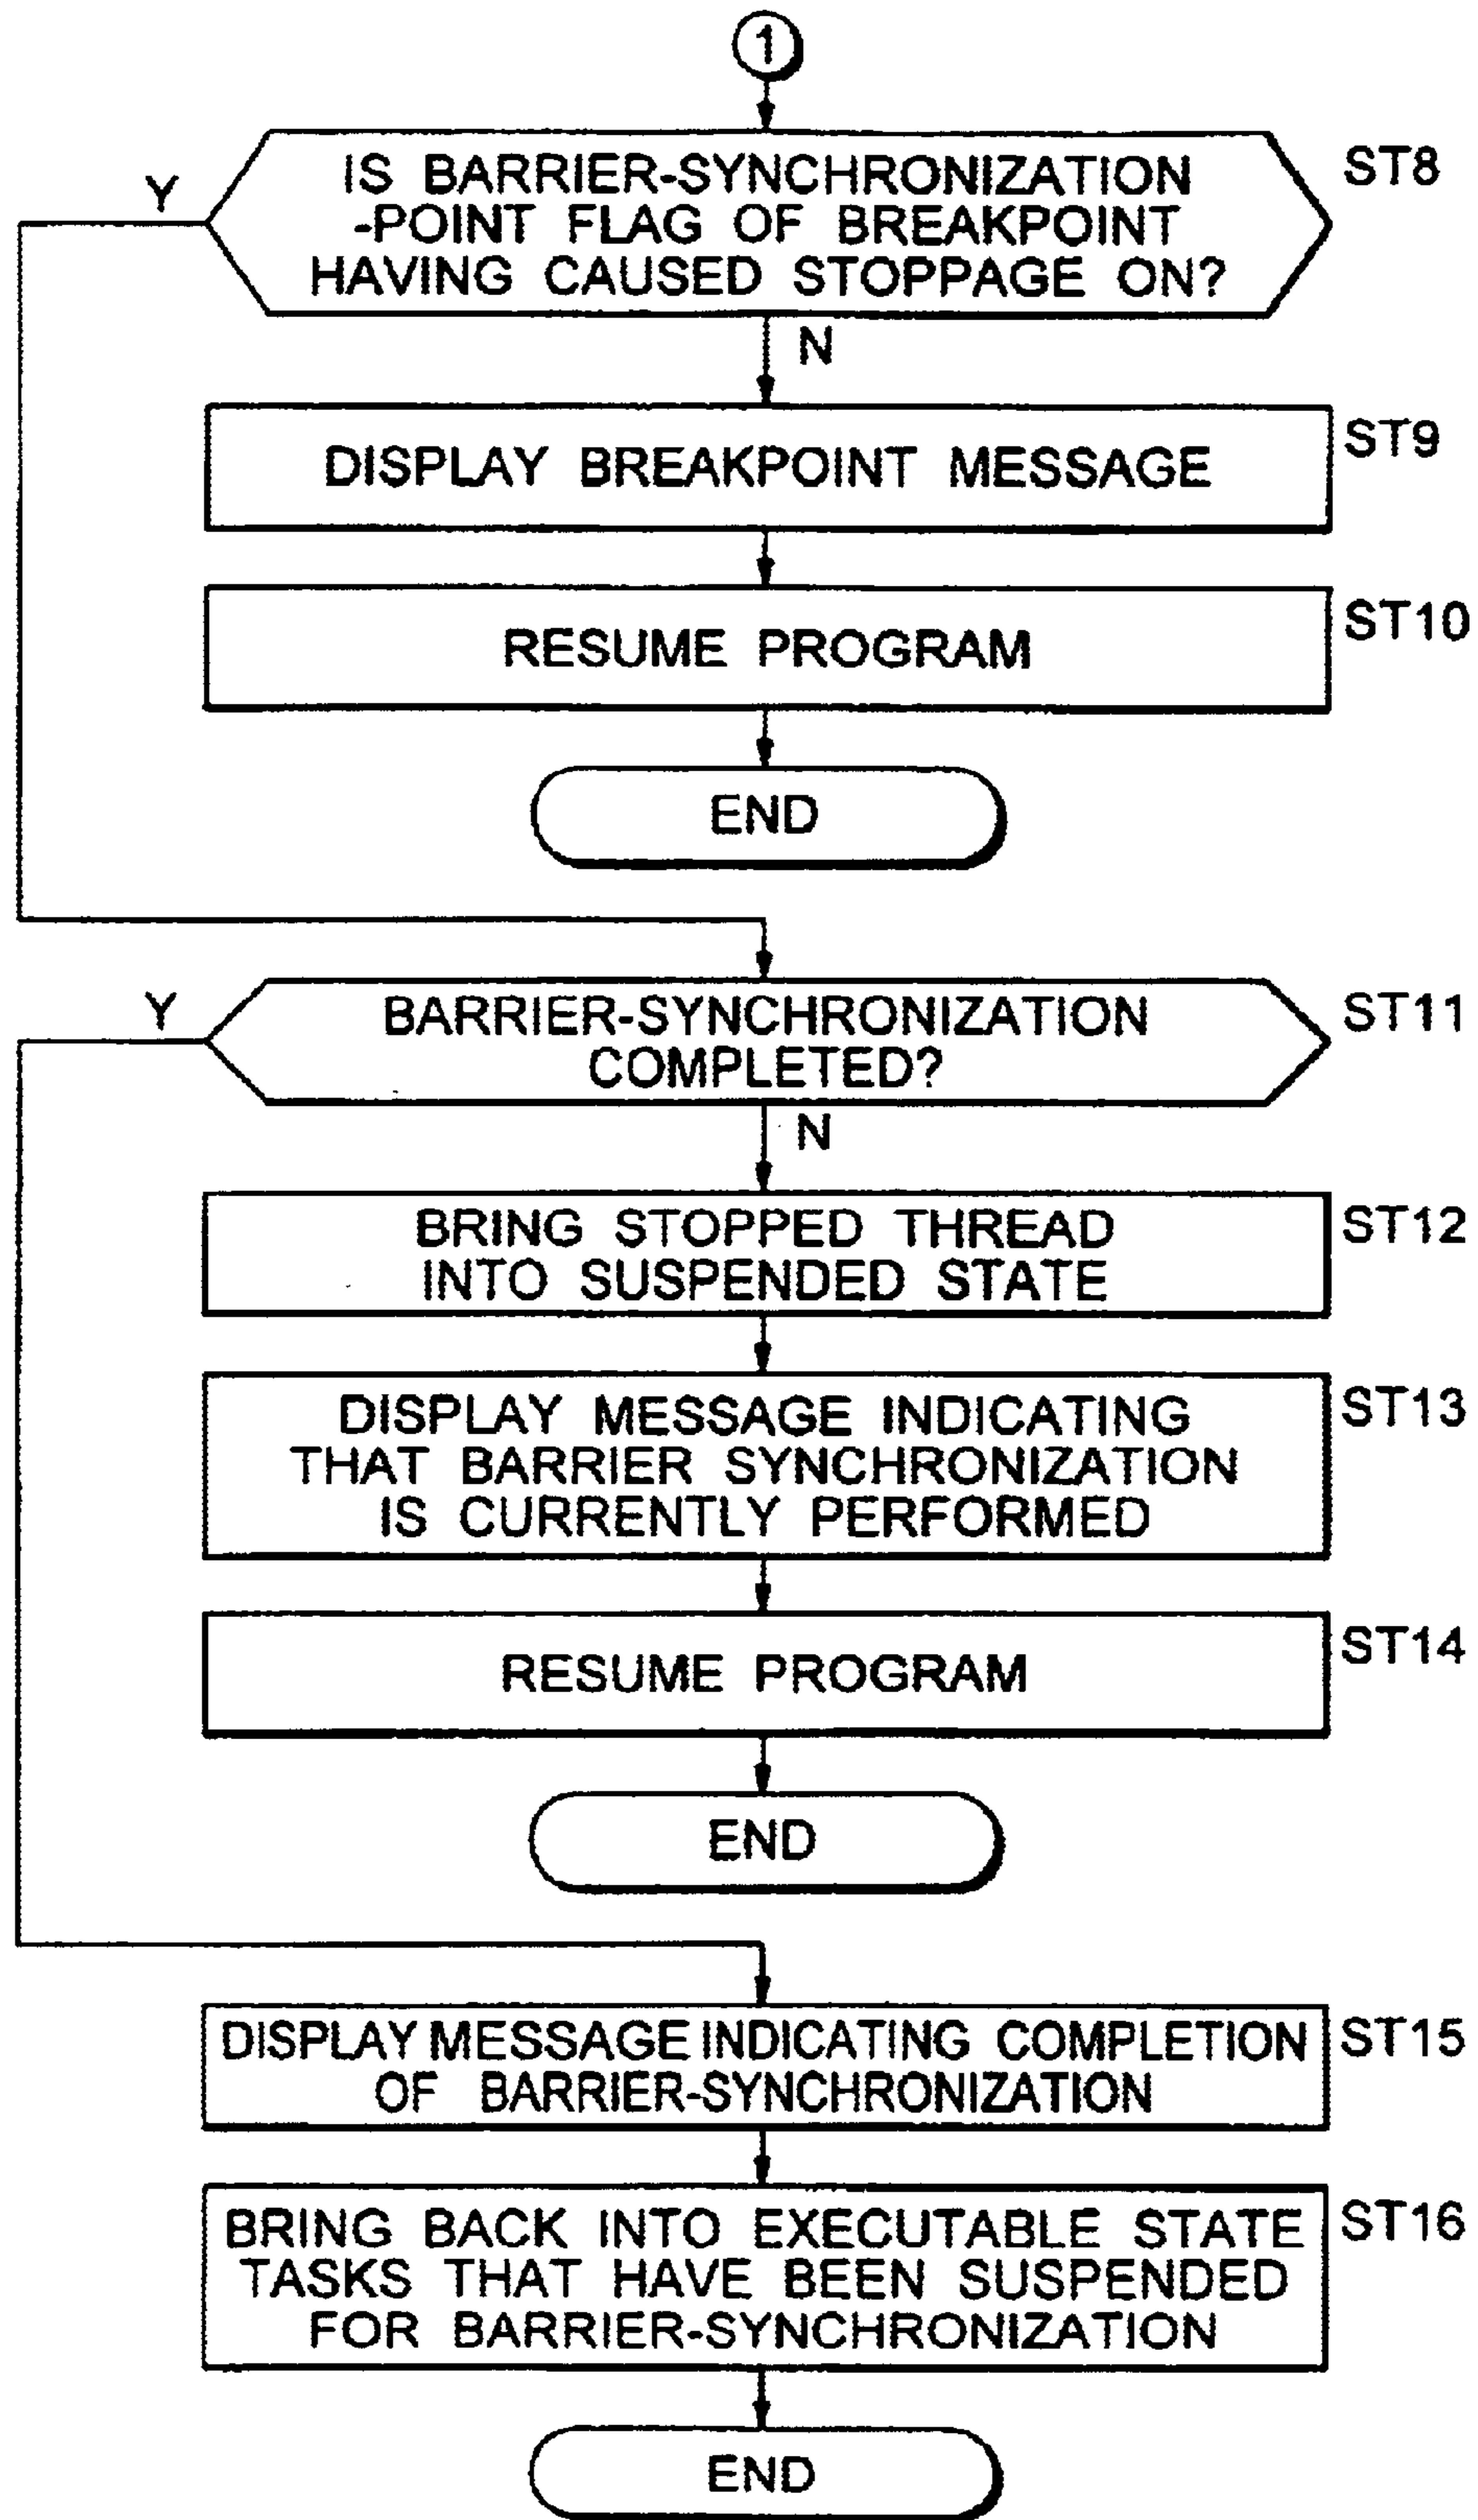 1
IS BARRIER-SYNCHRONIZATION
-POINT FLAG OF BREAKPOINT
HAVING CAUSED STOPPAGE ON?
ST8
Y
N
DISPLAY BREAKPOINT MESSAGE
ST9
RESUME PROGRAM
ST10
END
BARRIER-SYNCHRONIZATION
COMPLETED?
ST11
Y
N
BRING STOPPED THREAD
INTO SUSPENDED STATE
ST12
DISPLAY MESSAGE INDICATING
THAT BARRIER SYNCHRONIZATION
IS CURRENTLY PERFORMED
ST13
RESUME PROGRAM
ST14
END
DISPLAY MESSAGE INDICATING COMPLETION
OF BARRIER-SYNCHRONIZATION
ST15
BRING BACK INTO EXECUTABLE STATE
TASKS THAT HAVE BEEN SUSPENDED
FOR BARRIER-SYNCHRONIZATION
ST16
END